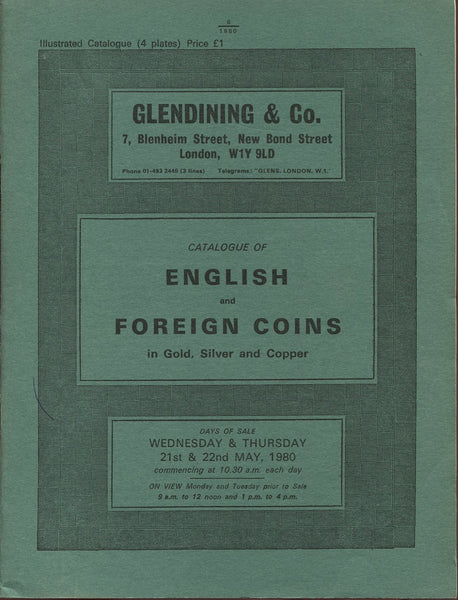 6
1980
Illustrated Catalogue (4 plates) Price £1
GLENDINING & Co.
7, Blenheim Street, New Bond Street
London, W1Y 9LD
Phone 01-493 2445 (3 lines) Telegrams: "GLENS, LONDON, W.1."
CATALOGUE OF
ENGLISH
and
FOREIGN COINS
in Gold, Silver and Copper
DAYS OF SALE
WEDNESDAY & THURSDAY
21st & 22nd MAY, 1980
commencing at 10.30 a.m. each day
ON VIEW Monday and Tuesday prior to Sale
9 a.m. to 12 noon and 1 p.m. to 4 p.m.